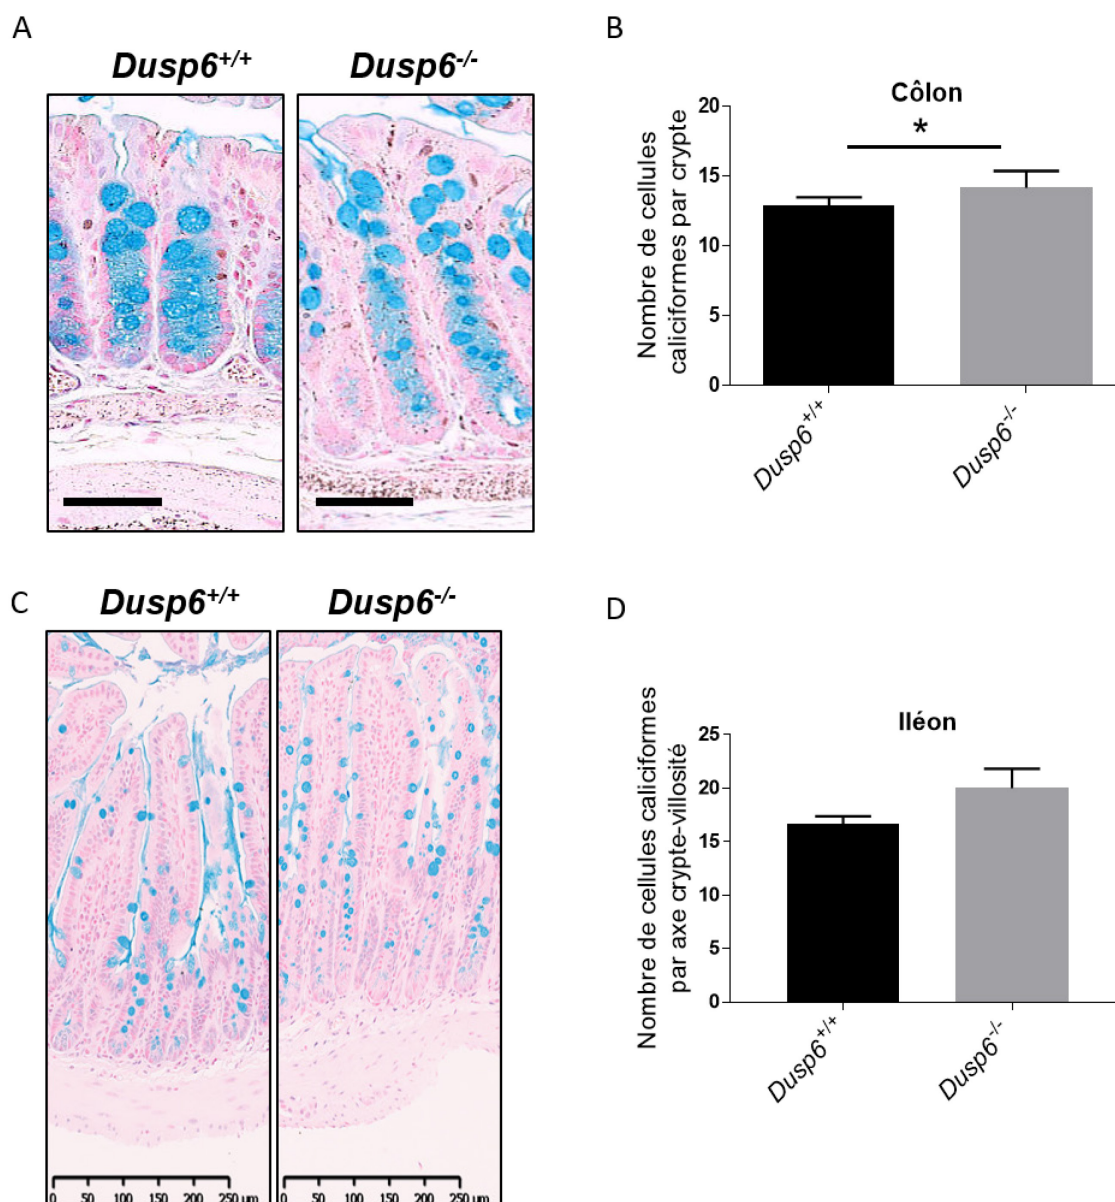 A
Dusp6+/+
Dusp6-/-
B
Côlon
*
Nombre de cellules
caliciformes par crypte
20
15
10
5
0
Dusp6+/+
Dusp6-/-
C
Dusp6+/+
Dusp6-/-
0 50 100 150 200 250 µm
0 50 100 150 200 250 µm
D
Iléon
Nombre de cellules caliciformes
par axe crypte-villosité
25
20
15
10
5
0
Dusp6+/+
Dusp6-/-